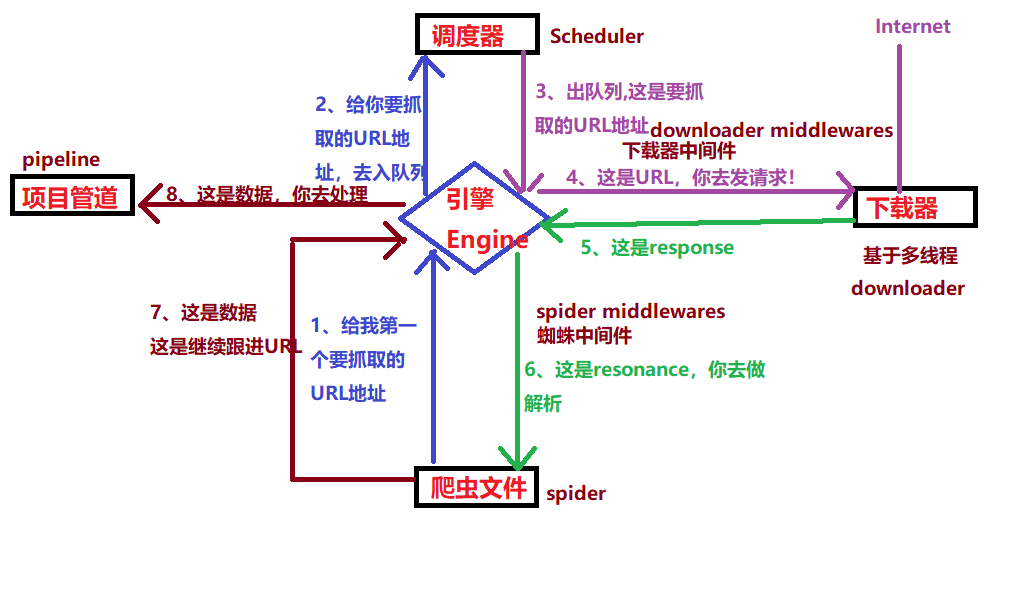 调度器
Scheduler
Internet
2、给你要抓
取的URL地
址，去入队列
3、出队列,这是要抓
取的URL地址
downloader middlewares
下载器中间件
pipeline
项目管道
8、这是数据，你去处理
引擎
Engine
4、这是URL，你去发请求！
下载器
5、这是response
基于多线程
downloader
7、这是数据
这是继续跟进URL
1、给我第一
个要抓取的
URL地址
spider middlewares
蜘蛛中间件
6、这是resonance，你去做
解析
爬虫文件
spider